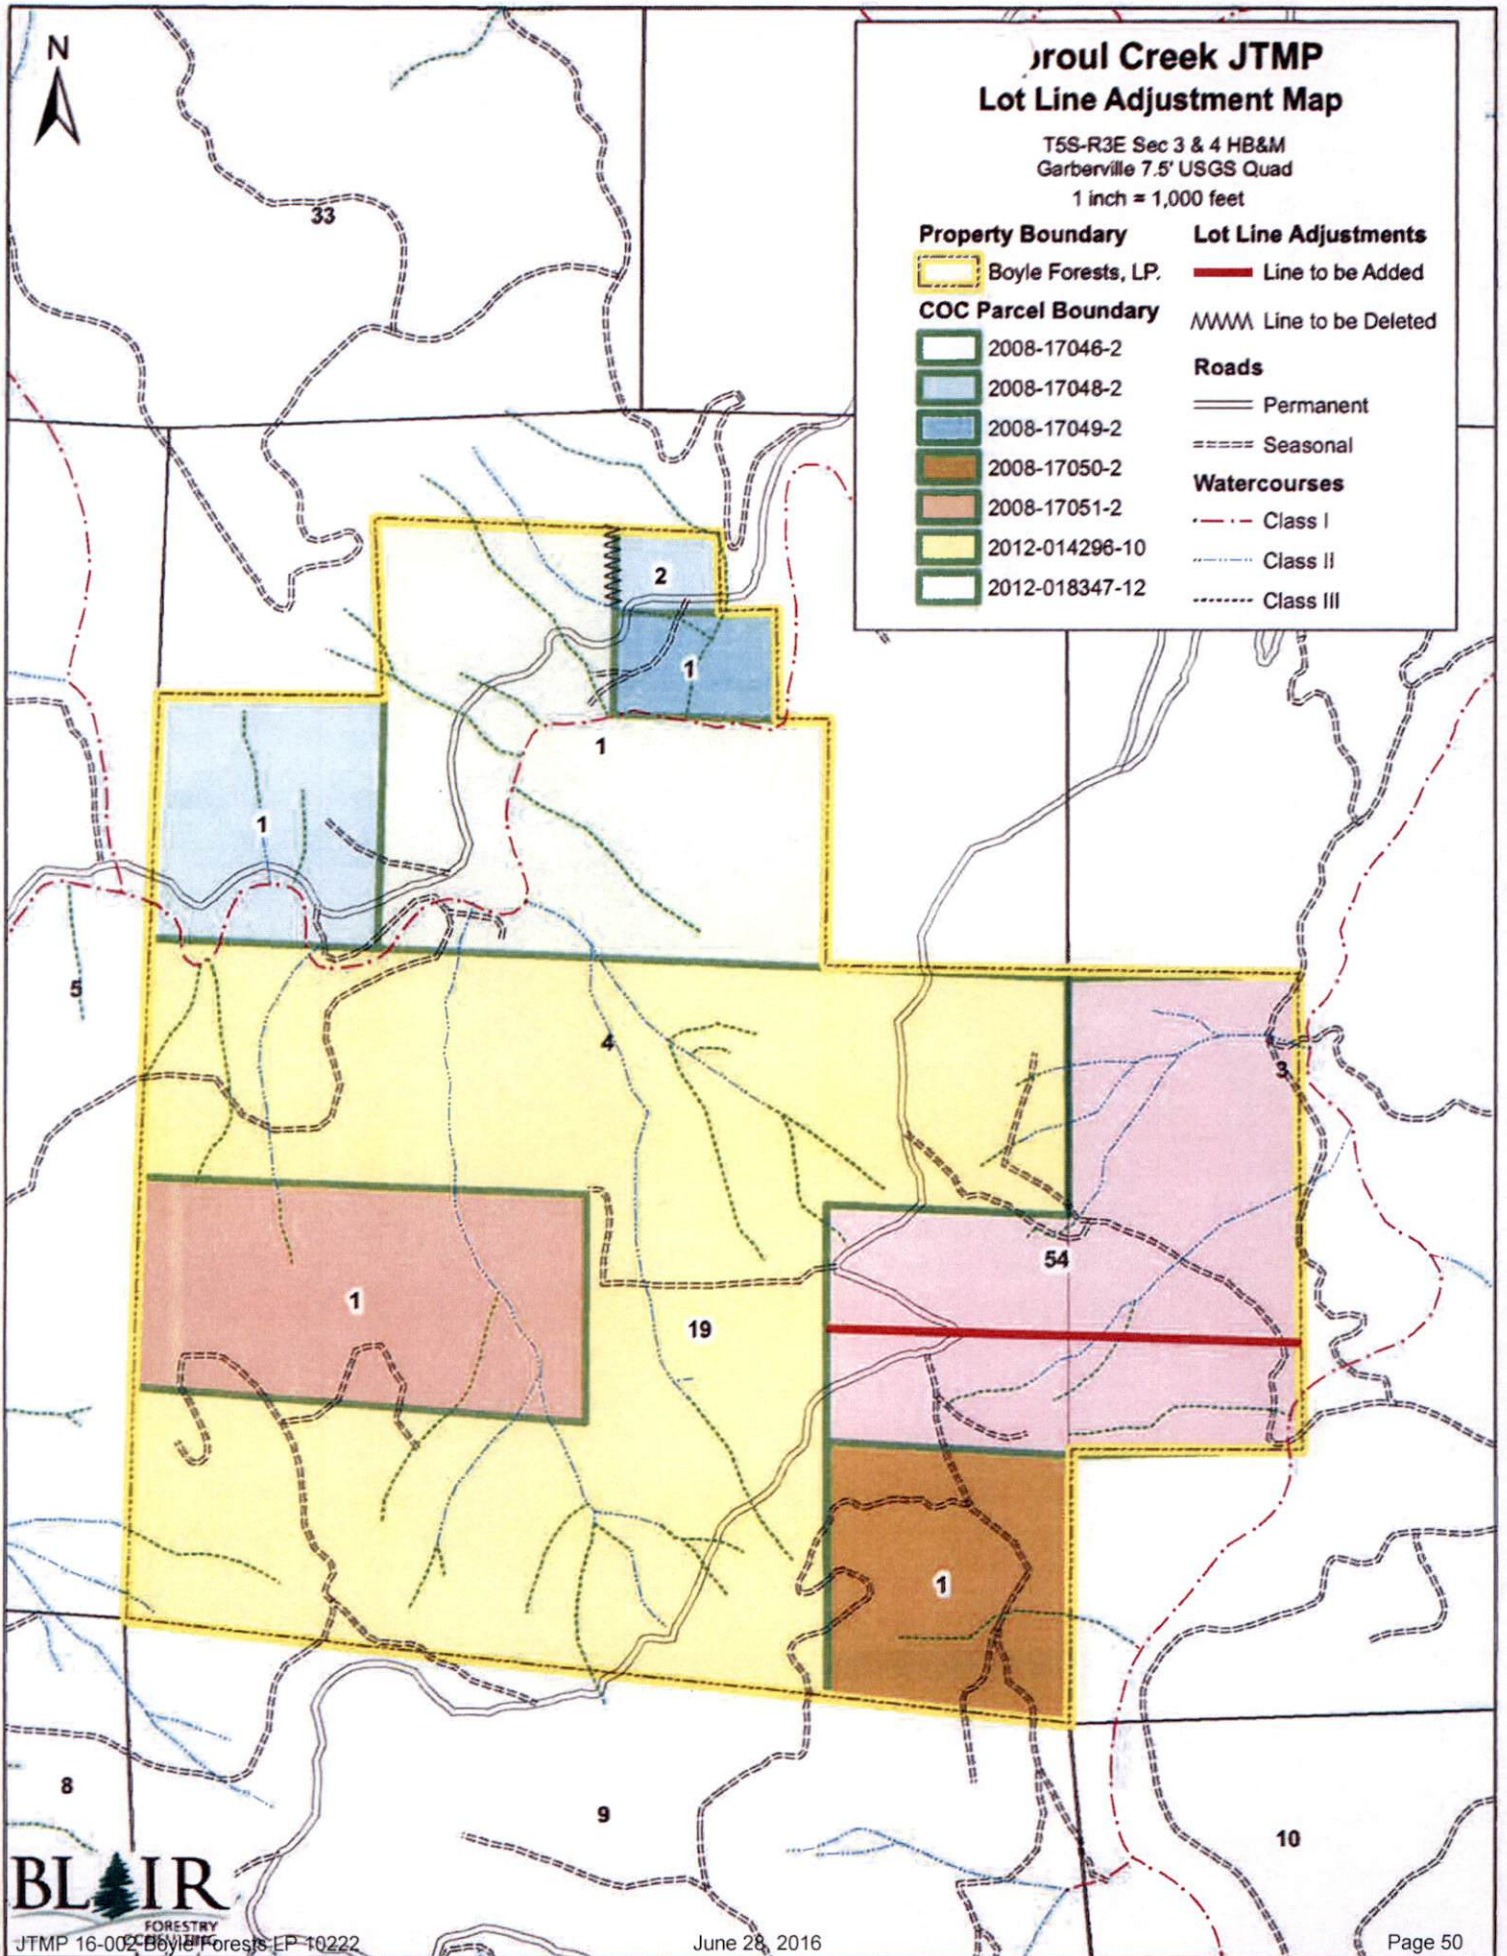 N
roul Creek JTMP
Lot Line Adjustment Map
T5S-R3E Sec 3 & 4 HB&M
Garberville 7.5' USGS Quad
1 inch = 1,000 feet
Property Boundary
Boyle Forests, LP.
COC Parcel Boundary
2008-17046-2
2008-17048-2
2008-17049-2
2008-17050-2
2008-17051-2
2012-014296-10
2012-018347-12
Lot Line Adjustments
Line to be Added
Line to be Deleted
Roads
Permanent
Seasonal
Watercourses
Class I
Class II
Class III
33
2
1
1
1
5
4
3
54
1
19
1
8
9
10
BLAIR
FORESTRY
CONSULTING
JTMP 16-002 Boyle Forests LP 10222
June 28, 2016
Page 50